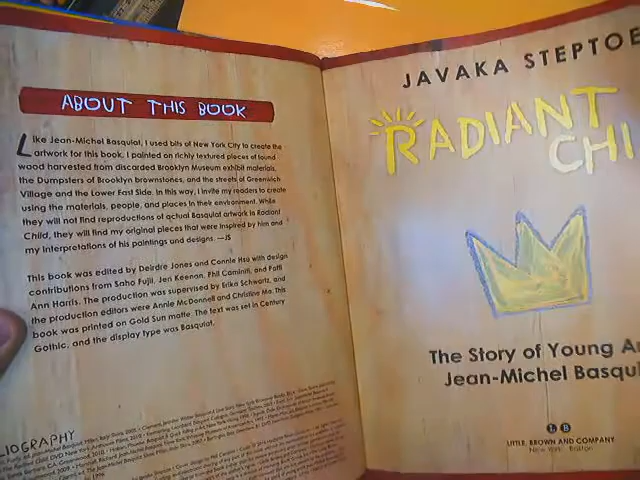 ABOUT THIS BOOK
Like Jean-Michel Basquiat, I used bits of New York City to create the
artwork for this book. I painted on richly textured pieces of found
wood harvested from discarded Brooklyn Museum exhibit materials,
the Dumpsters of Brooklyn brownstones, and the streets of Greenwich
Village and the Lower East Side. In this way, I invite my readers to create
using the materials, people, and places in their environment. While
they will not find reproductions of actual Basquiat artwork in Radiant
Child, they will find my original pieces that were inspired by him and
my interpretations of his paintings and designs. —JS
This book was edited by Deirdre Jones and Connie Hsu with design
contributions from Saho Fujii, Jen Keenan, Phil Caminiti, and Patti
Ann Harris. The production was supervised by Erika Schwartz, and
the production editors were Annie McDonnell and Christine Ma. This
book was printed on Gold Sun matte. The text was set in Century
Gothic, and the display type was Basquiat.
LIOGRAPHY
JAVAKA STEPTOE
RADIANT
CHI
The Story of Young Ar
Jean-Michel Basqui
L B
LITTLE, BROWN AND COMPANY
New York Boston